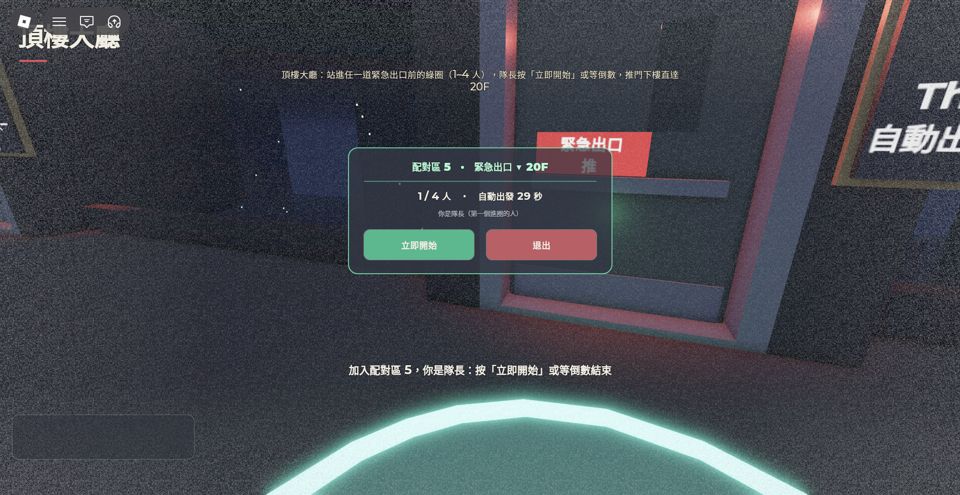 頂樓大廳
頂樓大廳：站進任一道緊急出口前的綠圈（1–4 人），隊長按「立即開始」或等倒數，推門下樓直達
20F
Th
自動出
緊急出口
推
配對區 5 • 緊急出口 ▼ 20F
1 / 4 人 • 自動出發 29 秒
你是隊長（第一個進圈的人）
立即開始
退出
加入配對區 5，你是隊長：按「立即開始」或等倒數結束